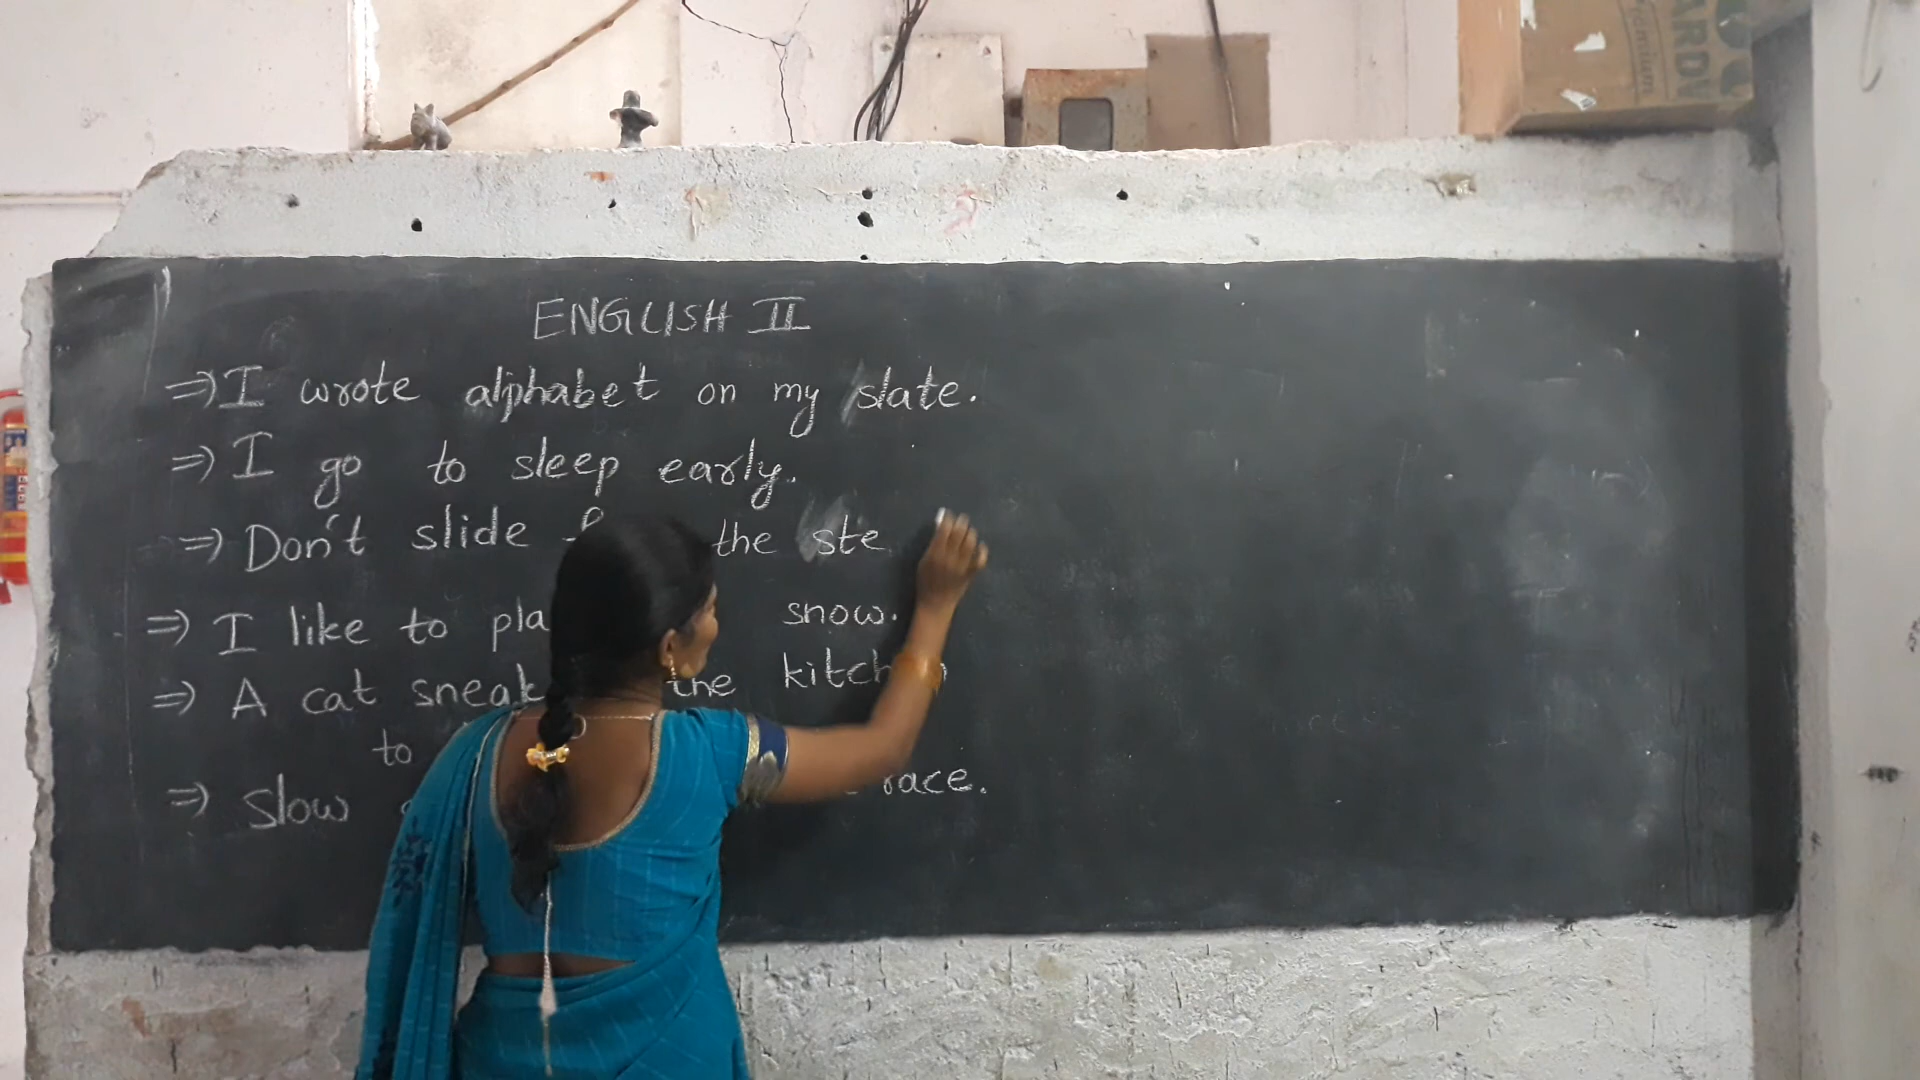 ENGLISH II
⇒ I wrote alphabet on my slate.
⇒ I go to sleep early.
⇒ Don't slide the ste
⇒ I like to pla snow.
⇒ A cat sneak the kitch
to
⇒ Slow race.